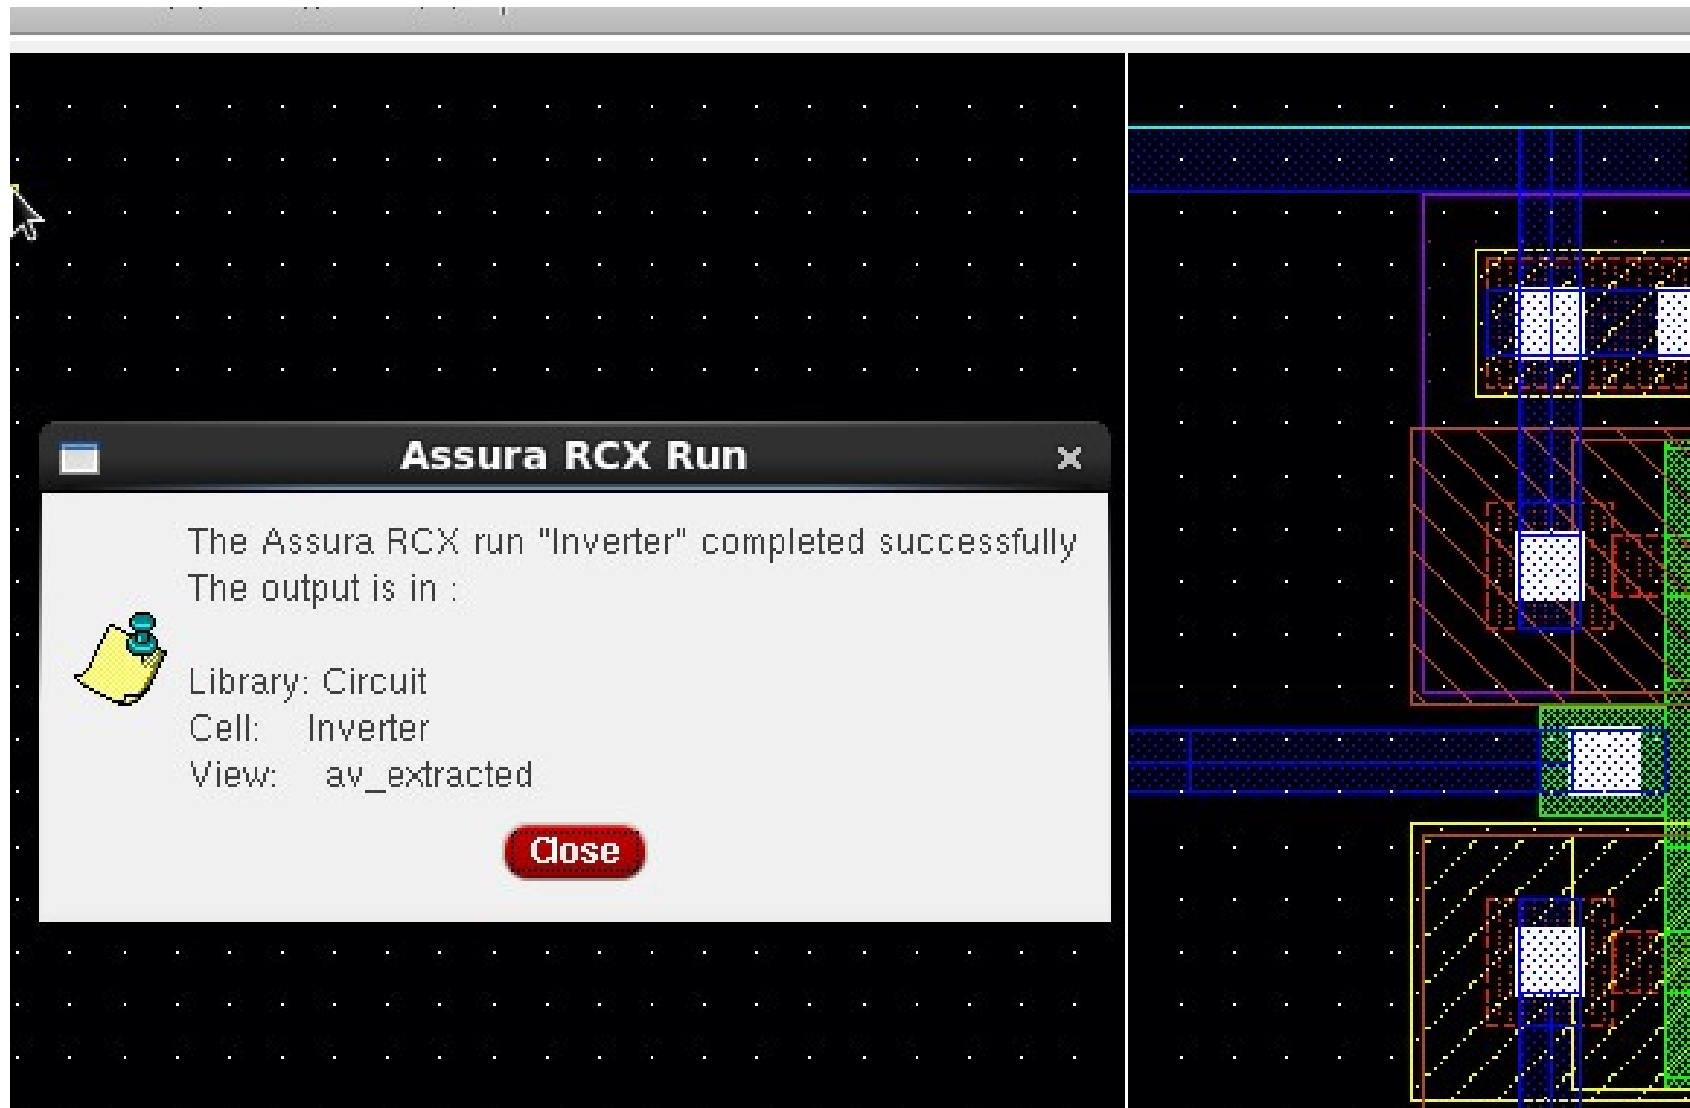 Assura RCX Run
The Assura RCX run "Inverter" completed successfully
The output is in :
Library: Circuit
Cell: Inverter
View: av_extracted
Close